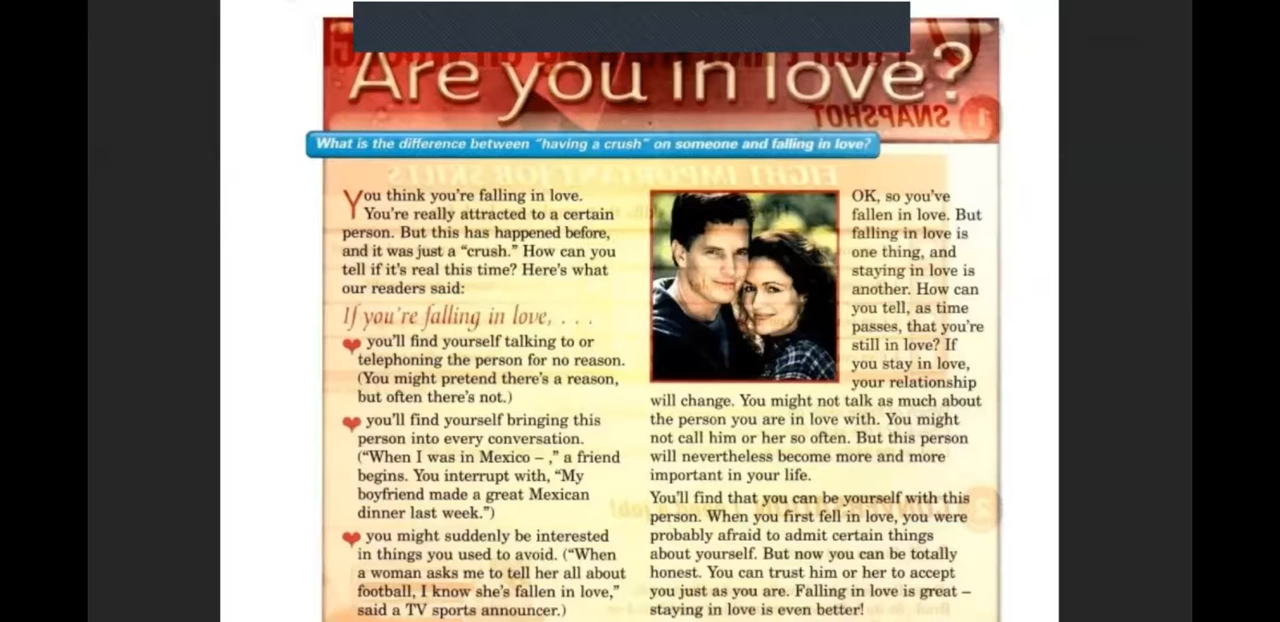 Are you in love?
SNAPSHOT
What is the difference between "having a crush" on someone and falling in love?
EIGHT IMPORTANT JOB SKILLS
You think you're falling in love.
You're really attracted to a certain
person. But this has happened before,
and it was just a "crush." How can you
tell if it's real this time? Here's what
our readers said:
If you're falling in love, . . .
you'll find yourself talking to or
telephoning the person for no reason.
(You might pretend there's a reason,
but often there's not.)
you'll find yourself bringing this
person into every conversation.
("When I was in Mexico – ," a friend
begins. You interrupt with, "My
boyfriend made a great Mexican
dinner last week.")
you might suddenly be interested
in things you used to avoid. ("When
a woman asks me to tell her all about
football, I know she's fallen in love,"
said a TV sports announcer.)
OK, so you've
fallen in love. But
falling in love is
one thing, and
staying in love is
another. How can
you tell, as time
passes, that you're
still in love? If
you stay in love,
your relationship
will change. You might not talk as much about
the person you are in love with. You might
not call him or her so often. But this person
will nevertheless become more and more
important in your life.
You'll find that you can be yourself with this
person. When you first fell in love, you were
probably afraid to admit certain things
about yourself. But now you can be totally
honest. You can trust him or her to accept
you just as you are. Falling in love is great –
staying in love is even better!